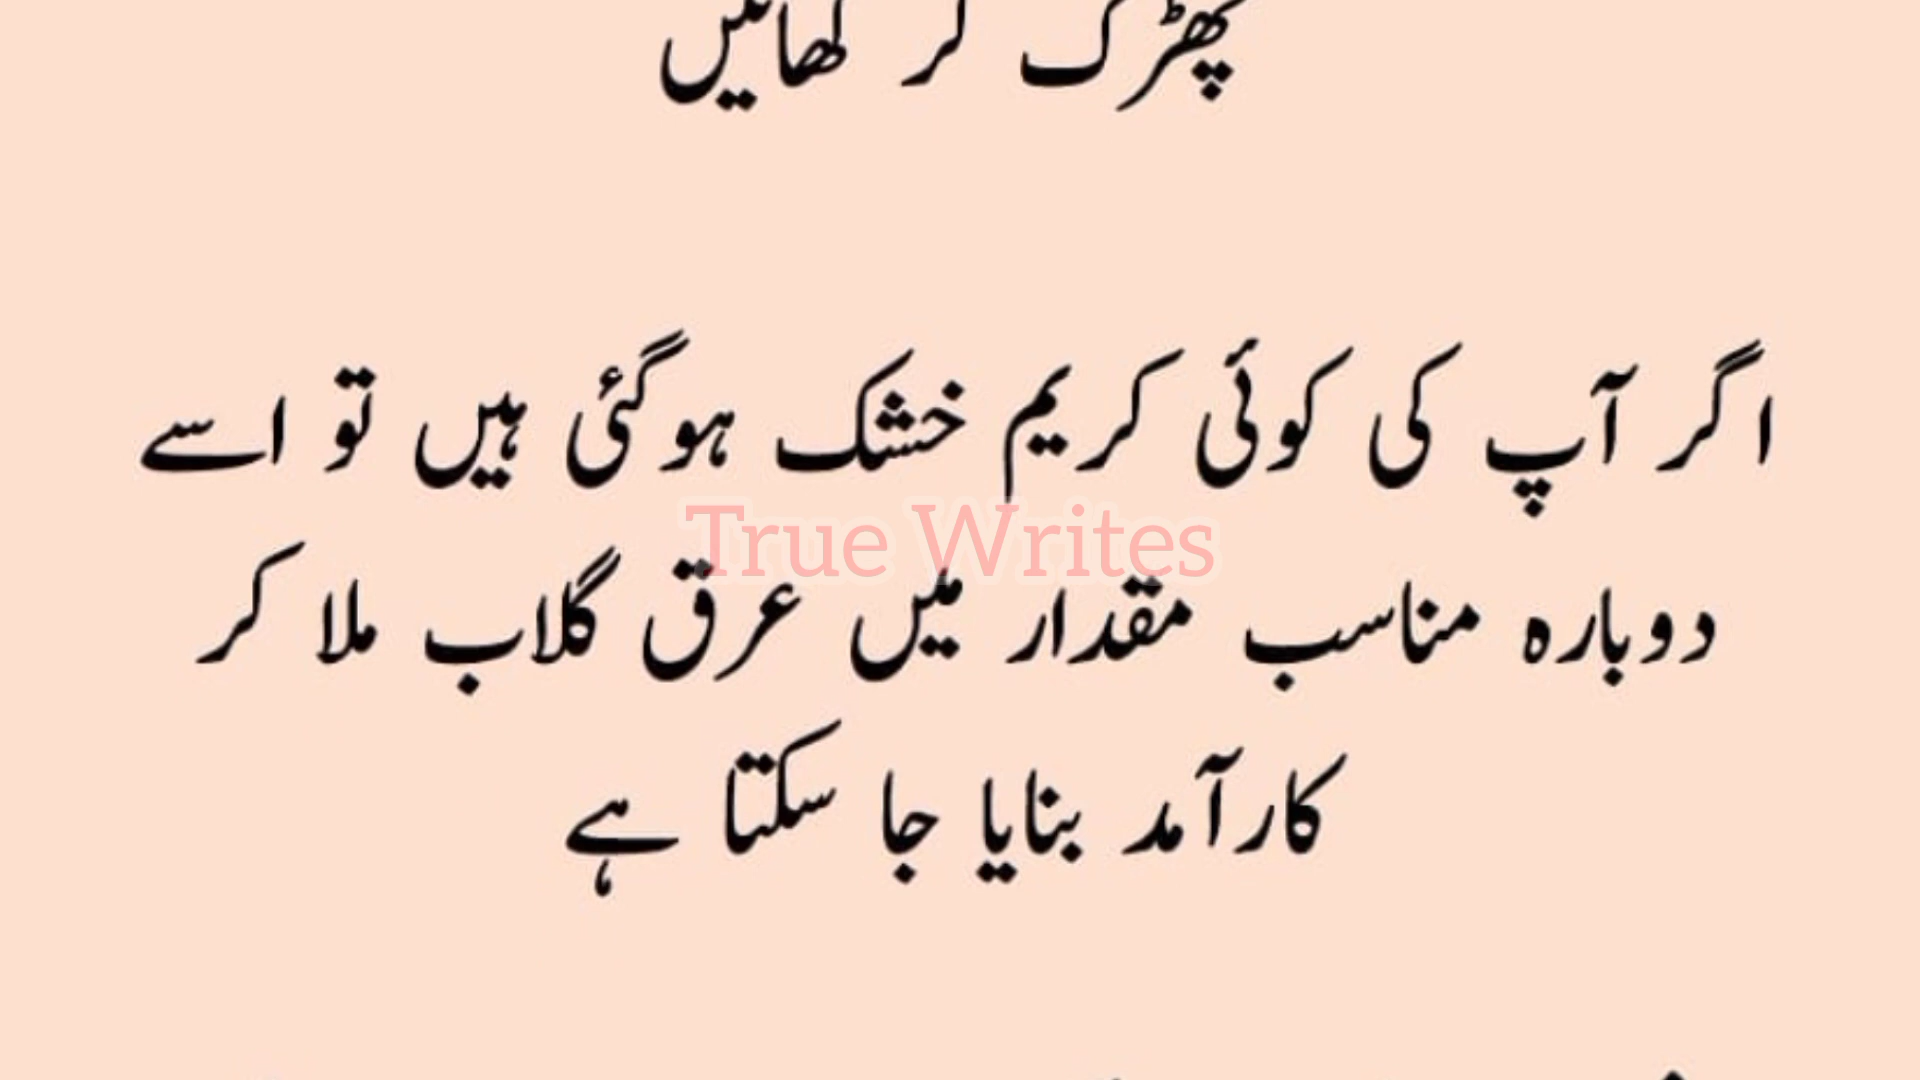 چھڑک کر کھائیں
اگر آپ کی کوئی کریم خشک ہوگئی ہیں تو اسے
True Writes
دوبارہ مناسب مقدار میں عرق گلاب ملا کر
کارآمد بنایا جا سکتا ہے